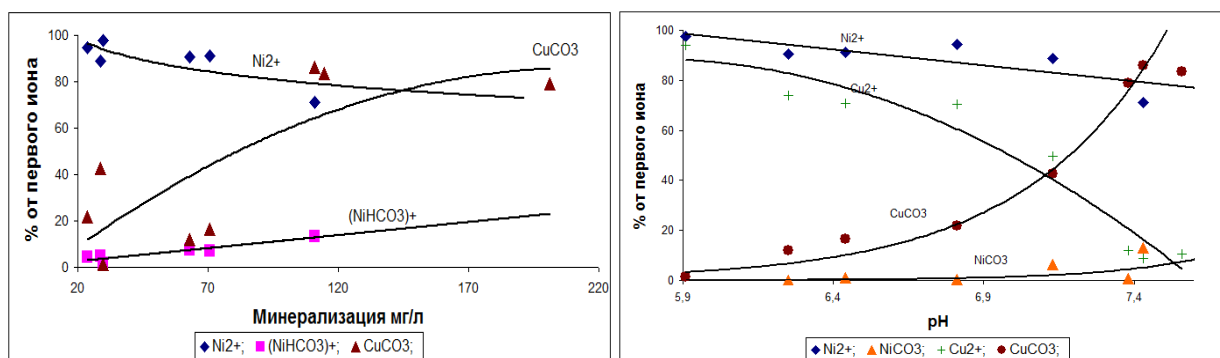 % от первого иона
100
80
60
40
20
0
Ni2+
CuCO3
(NiHCO3)+
20 70 120 170 220
Минерализация мг/л
Ni2+; (NiHCO3)+; CuCO3;
% от первого иона
100
80
60
40
20
0
Ni2+
Cu2+
CuCO3
NiCO3
5,9 6,4 6,9 7,4
pH
Ni2+; NiCO3; Cu2+; CuCO3;